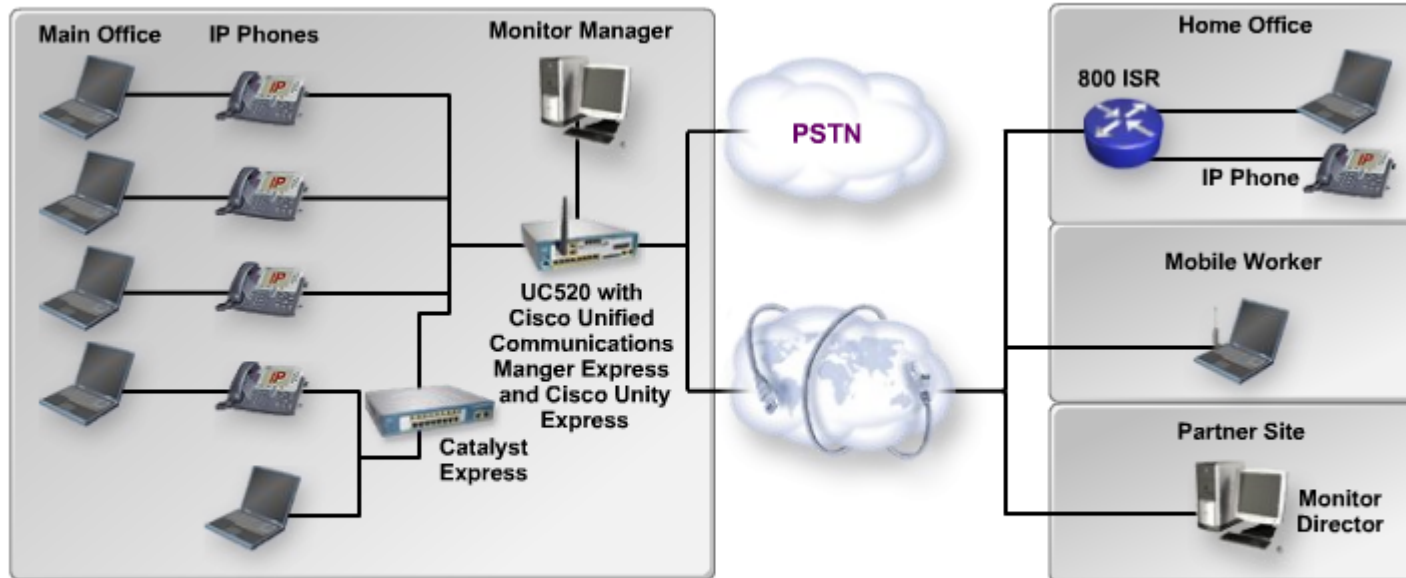 Main Office
IP Phones
Monitor Manager
IP
IP
IP
IP
UC520 with
Cisco Unified
Communications
Manger Express
and Cisco Unity
Express
Catalyst
Express
PSTN
Home Office
800 ISR
IP Phone
IP
Mobile Worker
Partner Site
Monitor
Director